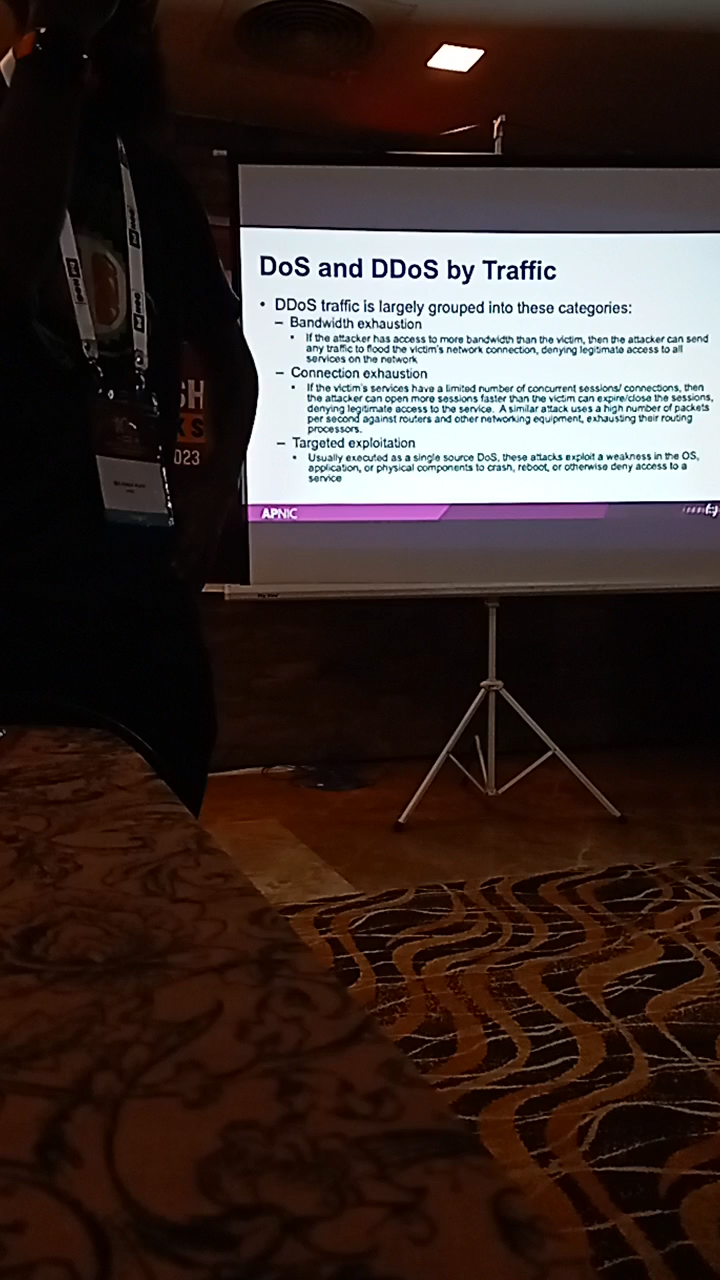 DoS and DDoS by Traffic
• DDoS traffic is largely grouped into these categories:
– Bandwidth exhaustion
• If the attacker has access to more bandwidth than the victim, then the attacker can send
any traffic to flood the victim's network connection, denying legitimate access to all
services on the network
– Connection exhaustion
• If the victim's services have a limited number of concurrent sessions/ connections, then
the attacker can open more sessions faster than the victim can expire/close the sessions,
denying legitimate access to the service. A similar attack uses a high number of packets
per second against routers and other networking equipment, exhausting their routing
processors.
– Targeted exploitation
• Usually executed as a single source DoS, these attacks exploit a weakness in the OS,
application, or physical components to crash, reboot, or otherwise deny access to a
service
APNIC
SH
KS
023